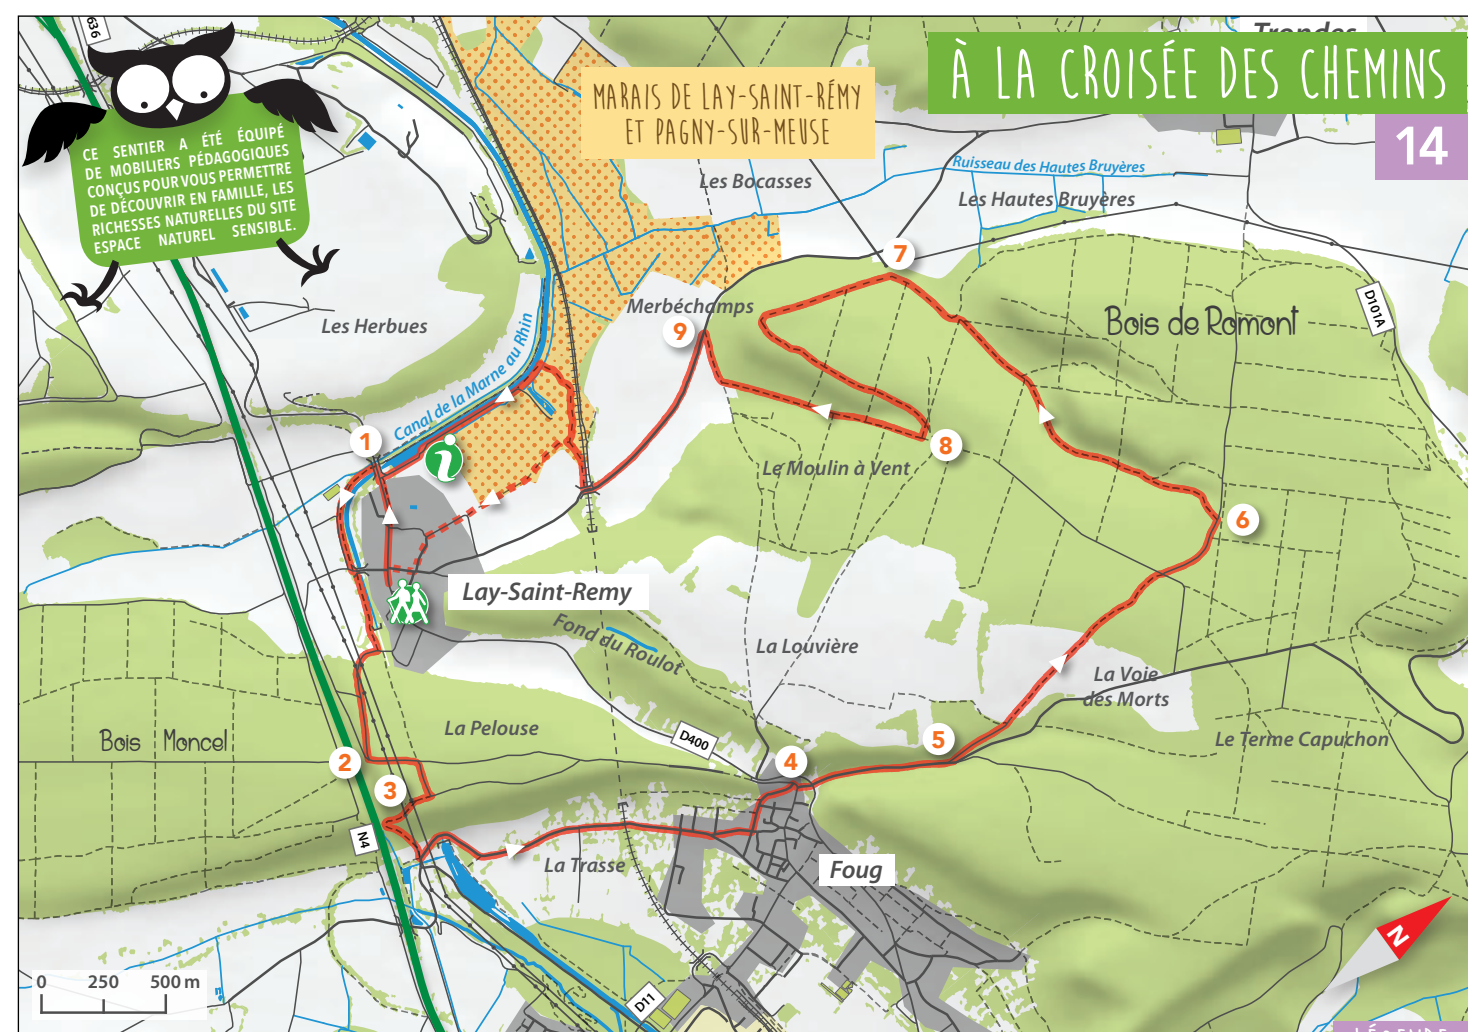 636
Trondes
À LA CROISÉE DES CHEMINS
14
MARAIS DE LAY-SAINT-RÉMY
ET PAGNY-SUR-MEUSE
CE SENTIER A ÉTÉ ÉQUIPÉ
DE MOBILIERS PÉDAGOGIQUES
CONÇUS POUR VOUS PERMETTRE
DE DÉCOUVRIR EN FAMILLE, LES
RICHESSES NATURELLES DU SITE
ESPACE NATUREL SENSIBLE.
Ruisseau des Hautes Bruyères
Les Bocasses
Les Hautes Bruyères
7
Merbéchamps
D101A
Les Herbues
Bois de Romont
9
Canal de la Marne au Rhin
1
i
8
Le Moulin à Vent
6
Lay-Saint-Remy
Fond du Roulot
La Louvière
La Voie
des Morts
La Pelouse
D400
Bois Moncel
5
Le Terme Capuchon
2
4
3
N4
La Trasse
Foug
N
0 250 500 m
D11
LÉGENDE